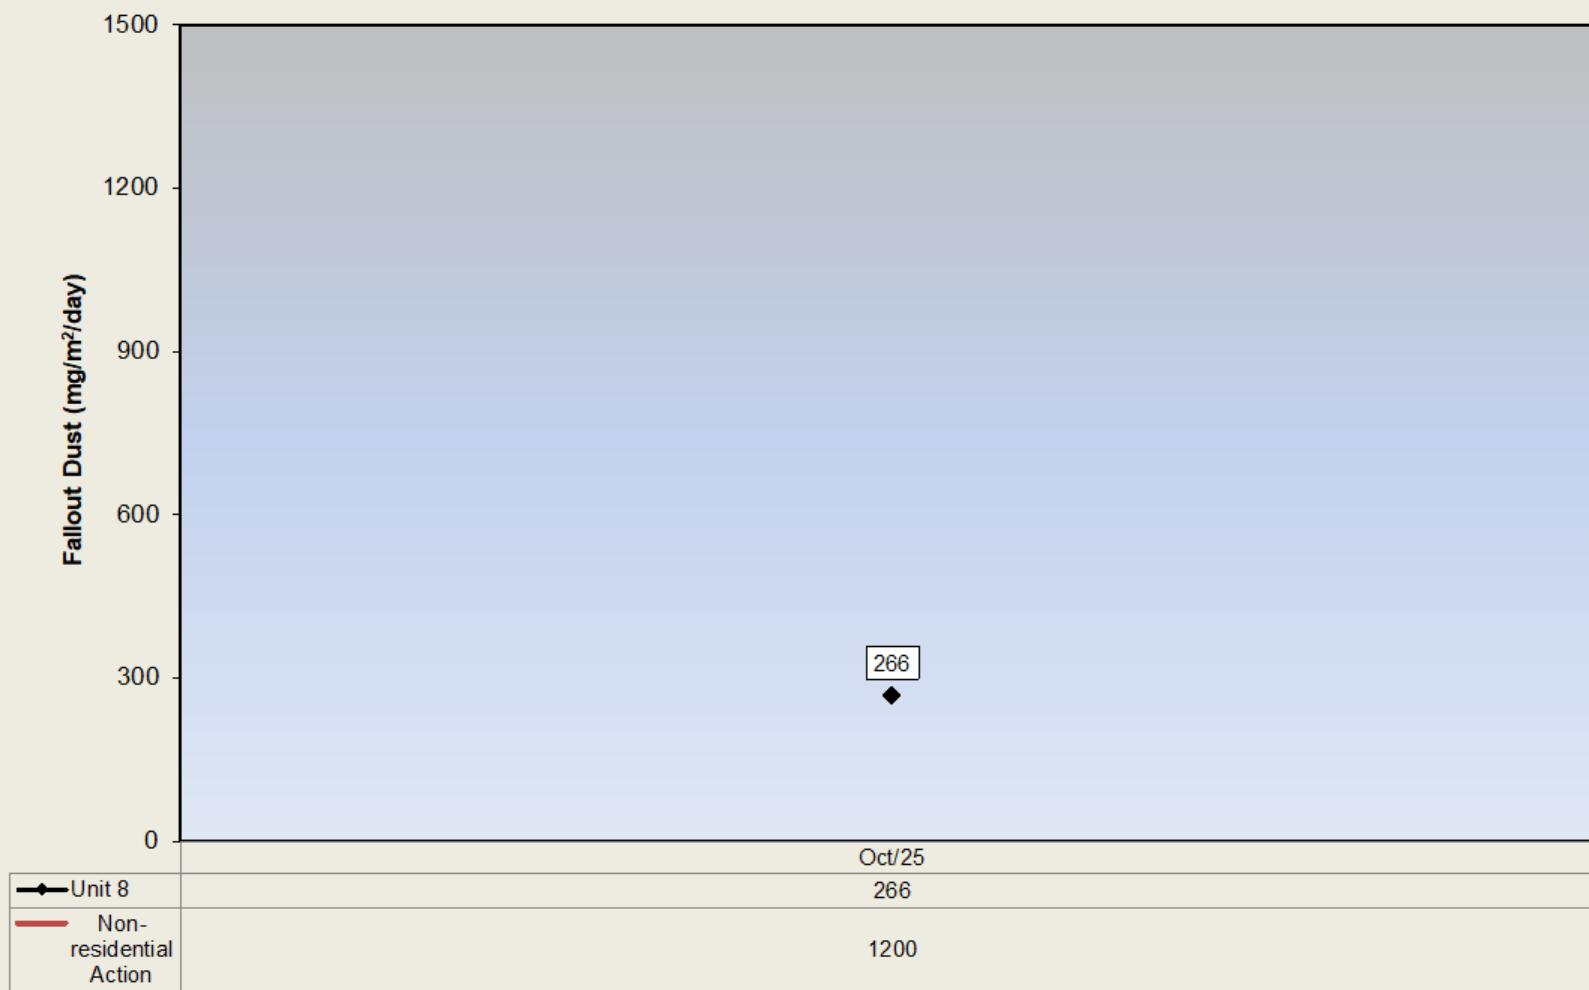 1500
1200
900
600
300
0
Fallout Dust (mg/m²/day)
266
Oct/25
Unit 8
266
Non-
residential
Action
1200